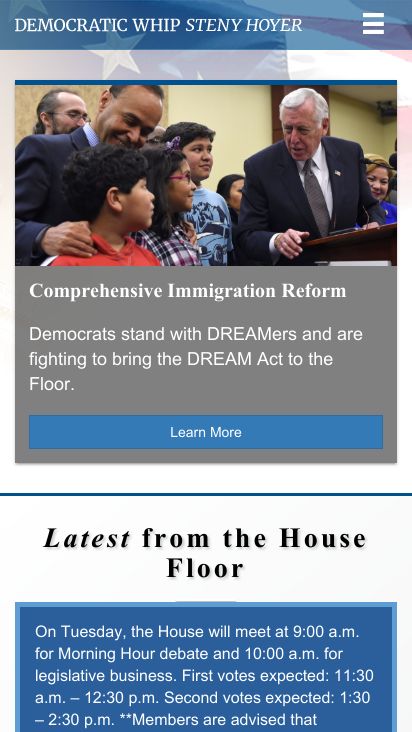 DEMOCRATIC WHIP STENY HOYER
Comprehensive Immigration Reform
Democrats stand with DREAMers and are
fighting to bring the DREAM Act to the
Floor.
Learn More
Latest from the House
Floor
On Tuesday, the House will meet at 9:00 a.m.
for Morning Hour debate and 10:00 a.m. for
legislative business. First votes expected: 11:30
a.m. – 12:30 p.m. Second votes expected: 1:30
– 2:30 p.m. **Members are advised that